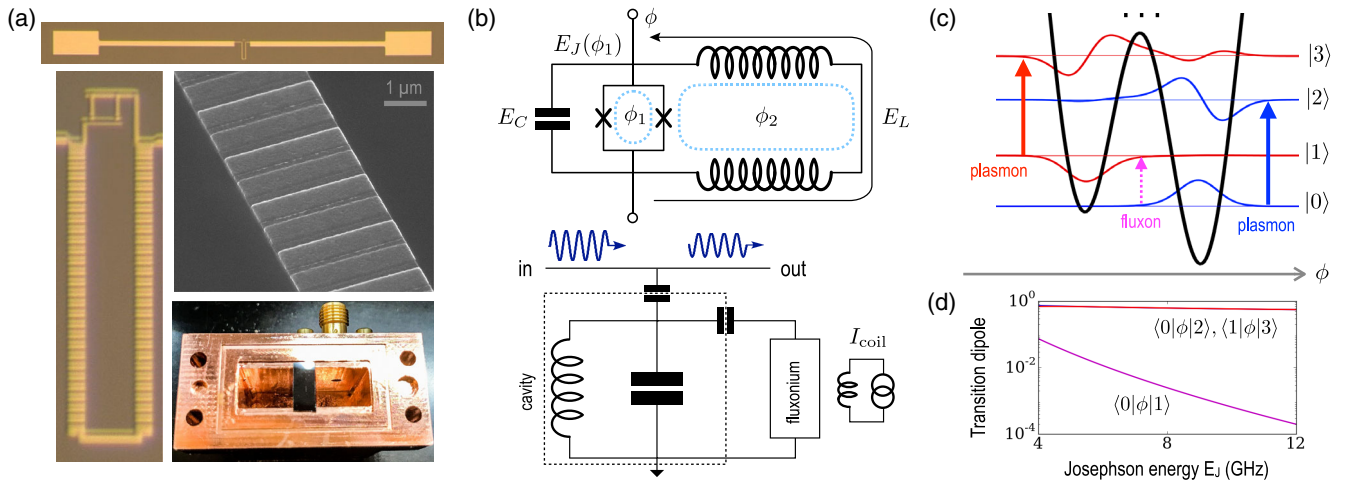 (a)
1 μm
(b)
ϕ
E_J(ϕ_1)
E_C
ϕ_1
ϕ_2
E_L
in
out
cavity
fluxonium
I_coil
(c)
...
|3⟩
|2⟩
|1⟩
|0⟩
plasmon
fluxon
plasmon
ϕ
(d)
Transition dipole
10^0
10^-2
10^-4
⟨0|ϕ|2⟩, ⟨1|ϕ|3⟩
⟨0|ϕ|1⟩
4
8
12
Josephson energy E_J (GHz)